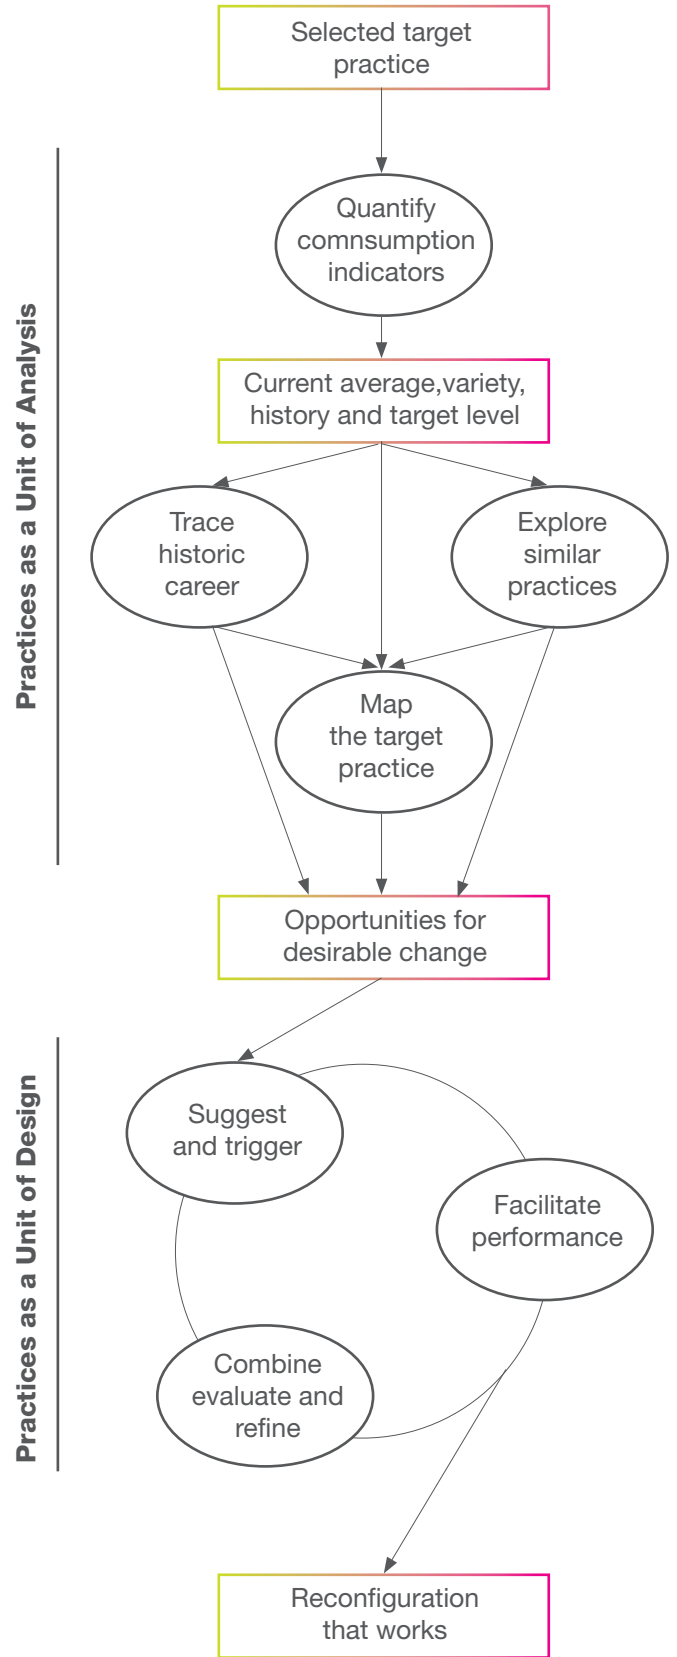 Selected target
practice
Quantify
comnsumption
indicators
Current average,variety,
history and target level
Trace
historic
career
Explore
similar
practices
Map
the target
practice
Practices as a Unit of Analysis
Opportunities for
desirable change
Suggest
and trigger
Facilitate
performance
Combine
evaluate and
refine
Practices as a Unit of Design
Reconfiguration
that works